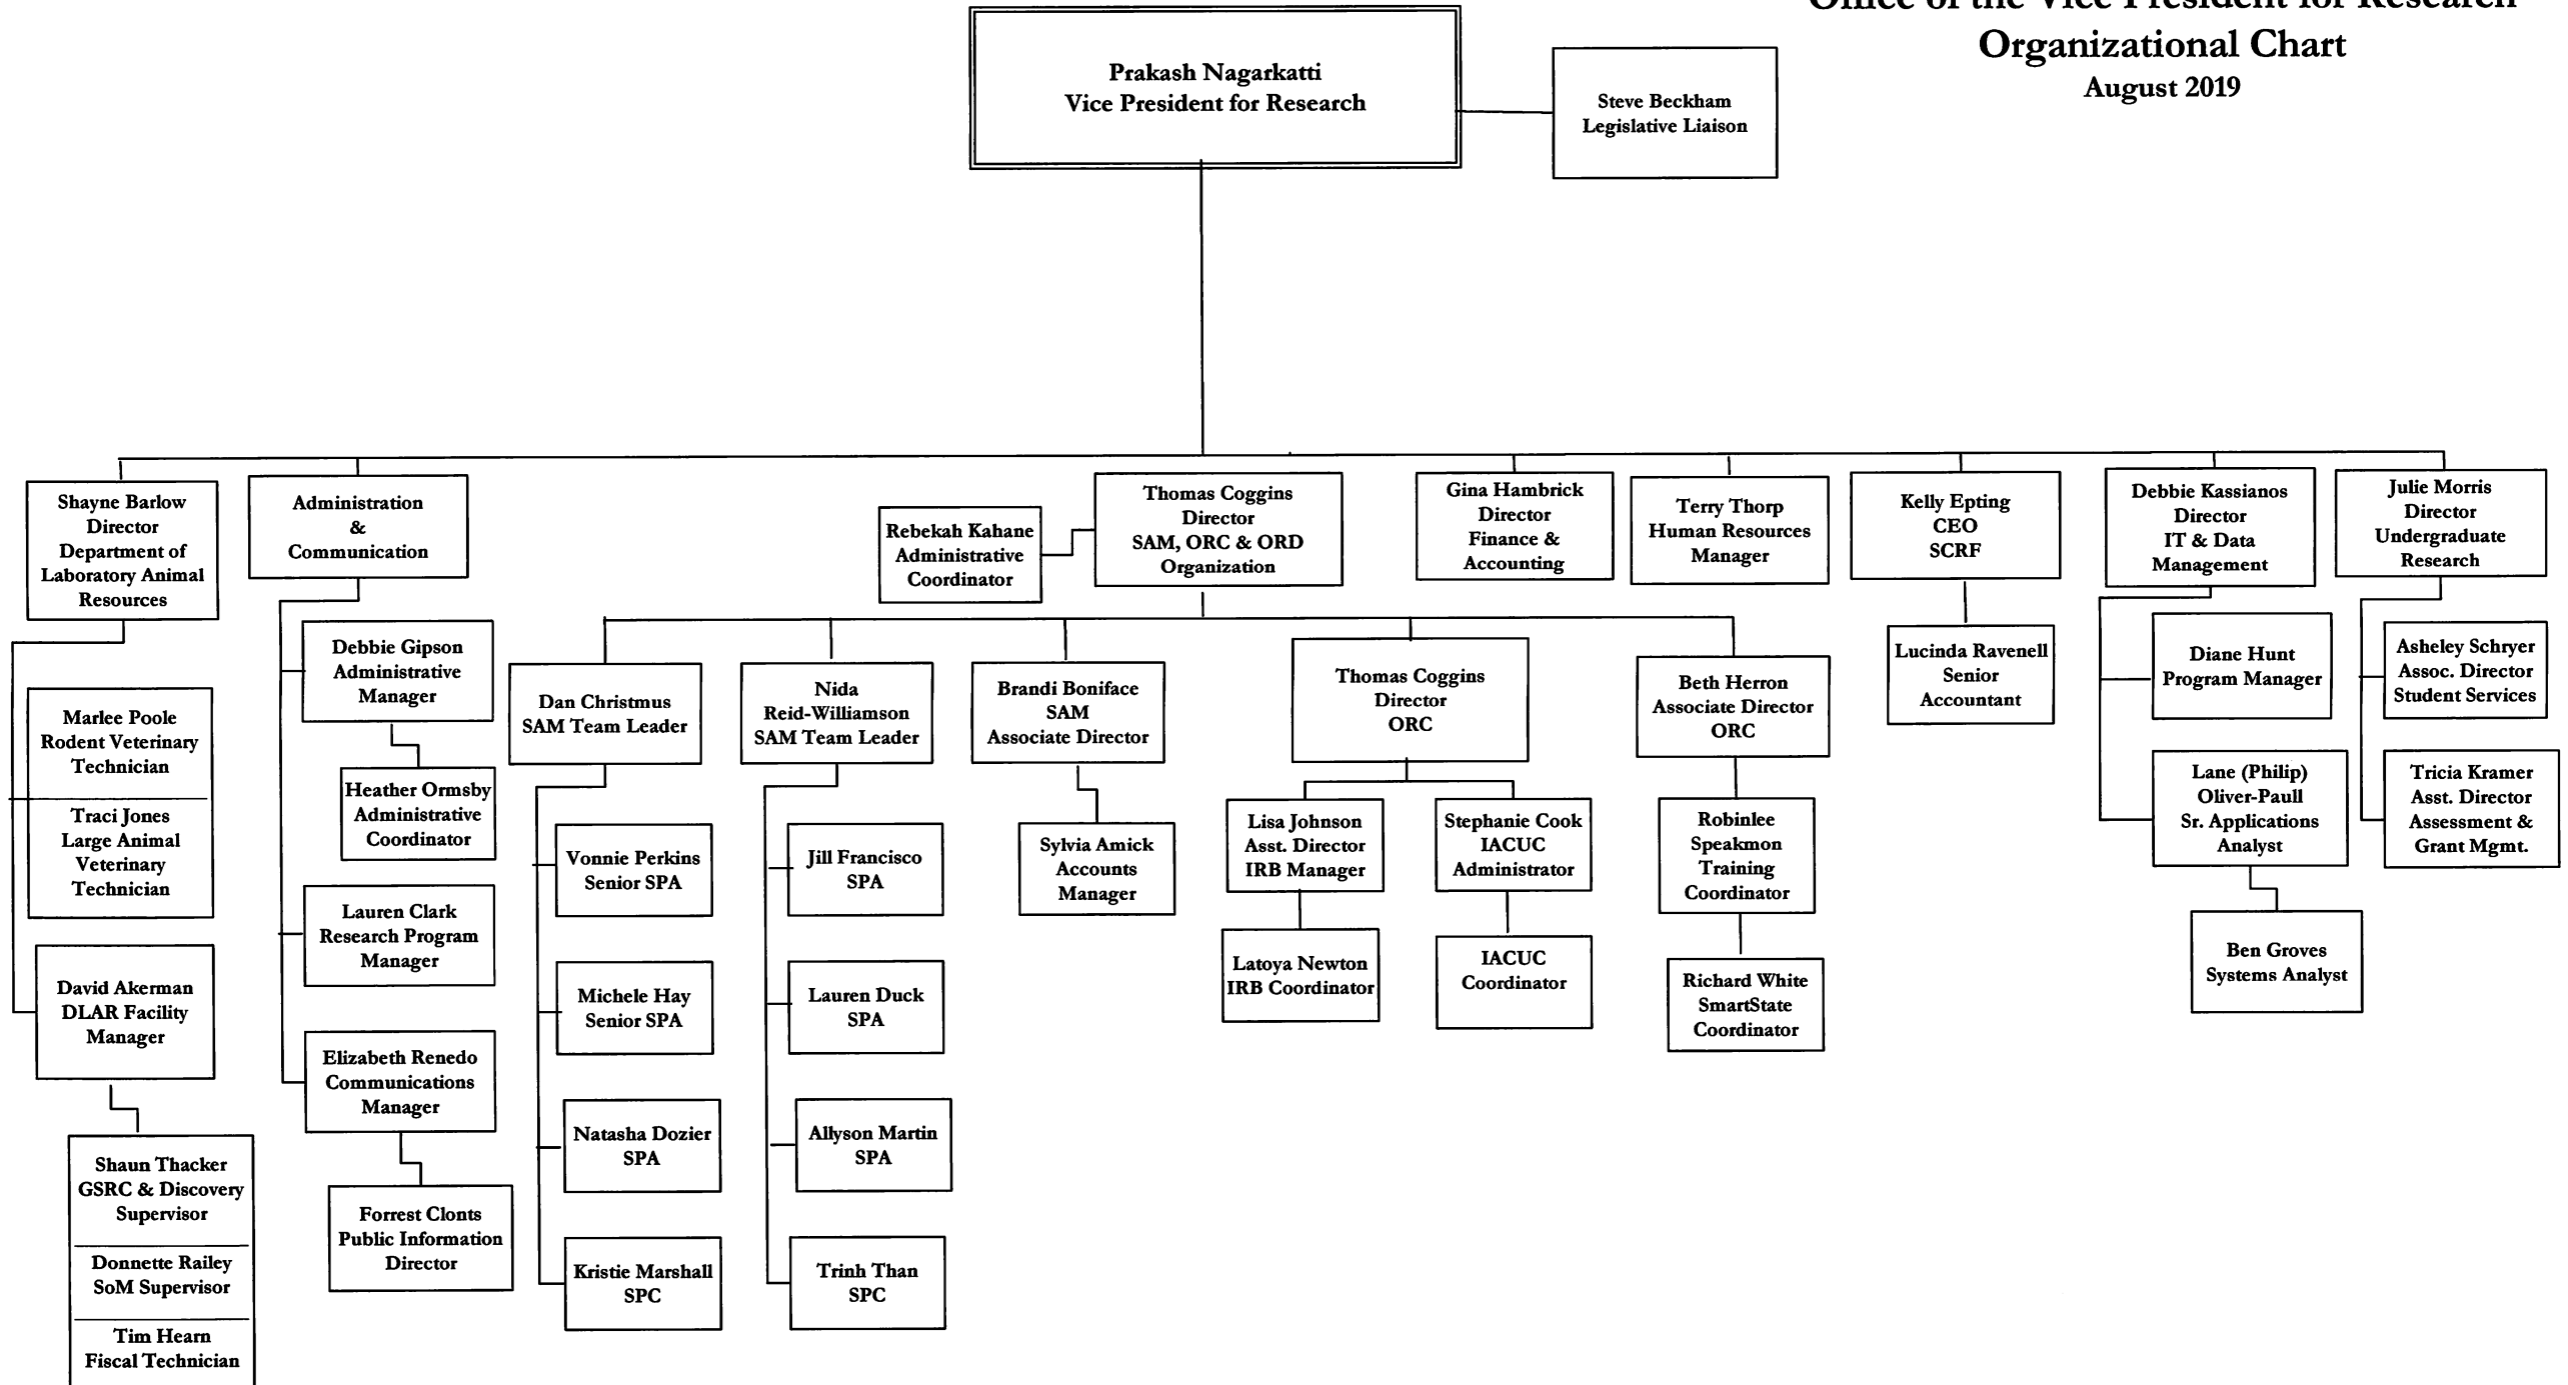 Office of the Vice President for Research
Organizational Chart
August 2019
Prakash Nagarkatti
Vice President for Research
Steve Beckham
Legislative Liaison
Shayne Barlow
Director
Department of
Laboratory Animal
Resources
Marlee Poole
Rodent Veterinary
Technician
Traci Jones
Large Animal
Veterinary
Technician
David Akerman
DLAR Facility
Manager
Shaun Thacker
GSRC & Discovery
Supervisor
Donnette Railey
SoM Supervisor
Tim Hearn
Fiscal Technician
Administration
&
Communication
Debbie Gipson
Administrative
Manager
Heather Ormsby
Administrative
Coordinator
Lauren Clark
Research Program
Manager
Elizabeth Renedo
Communications
Manager
Forrest Clonts
Public Information
Director
Rebekah Kahane
Administrative
Coordinator
Thomas Coggins
Director
SAM, ORC & ORD
Organization
Dan Christmus
SAM Team Leader
Vonnie Perkins
Senior SPA
Michele Hay
Senior SPA
Natasha Dozier
SPA
Kristie Marshall
SPC
Nida
Reid-Williamson
SAM Team Leader
Jill Francisco
SPA
Lauren Duck
SPA
Allyson Martin
SPA
Trinh Than
SPC
Brandi Boniface
SAM
Associate Director
Sylvia Amick
Accounts
Manager
Thomas Coggins
Director
ORC
Lisa Johnson
Asst. Director
IRB Manager
Latoya Newton
IRB Coordinator
Stephanie Cook
IACUC
Administrator
IACUC
Coordinator
Beth Herron
Associate Director
ORC
Robinlee
Speakmon
Training
Coordinator
Richard White
SmartState
Coordinator
Gina Hambrick
Director
Finance &
Accounting
Terry Thorp
Human Resources
Manager
Kelly Epting
CEO
SCRF
Lucinda Ravenell
Senior
Accountant
Debbie Kassianos
Director
IT & Data
Management
Diane Hunt
Program Manager
Lane (Philip)
Oliver-Paull
Sr. Applications
Analyst
Ben Groves
Systems Analyst
Julie Morris
Director
Undergraduate
Research
Asheley Schryer
Assoc. Director
Student Services
Tricia Kramer
Asst. Director
Assessment &
Grant Mgmt.